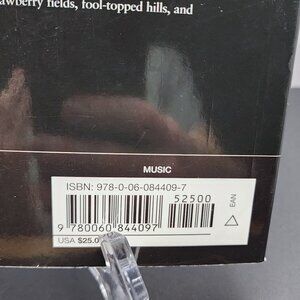 awberry fields, fool-topped hills, and
MUSIC
ISBN: 978-0-06-084409-7
52500
EAN
9 780060 844097
USA $25.0